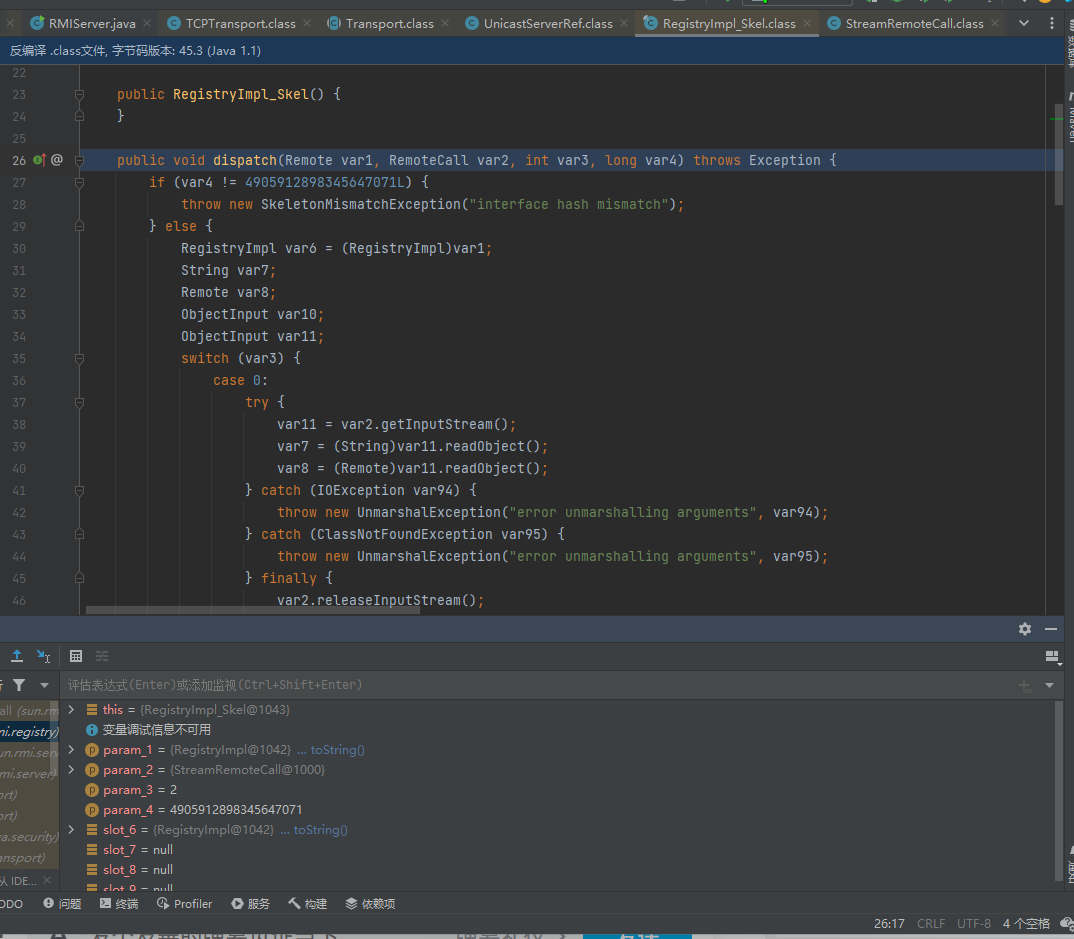 RMIServer.java TCPTransport.class Transport.class UnicastServerRef.class RegistryImpl_Skel.class StreamRemoteCall.class
反编译 .class文件, 字节码版本: 45.3 (Java 1.1)
22
23 public RegistryImpl_Skel() {
24 }
25
26 @ public void dispatch(Remote var1, RemoteCall var2, int var3, long var4) throws Exception {
27 if (var4 != 4905912898345647071L) {
28 throw new SkeletonMismatchException("interface hash mismatch");
29 } else {
30 RegistryImpl var6 = (RegistryImpl)var1;
31 String var7;
32 Remote var8;
33 ObjectInput var10;
34 ObjectInput var11;
35 switch (var3) {
36 case 0:
37 try {
38 var11 = var2.getInputStream();
39 var7 = (String)var11.readObject();
40 var8 = (Remote)var11.readObject();
41 } catch (IOException var94) {
42 throw new UnmarshalException("error unmarshalling arguments", var94);
43 } catch (ClassNotFoundException var95) {
44 throw new UnmarshalException("error unmarshalling arguments", var95);
45 } finally {
46 var2.releaseInputStream();
评估表达式(Enter)或添加监视(Ctrl+Shift+Enter)
all (sun.rm
mi.registry)
un.rmi.serv
rmi.server)
ort)
ort)
va.security)
ansport)
从 IDE...
this = {RegistryImpl_Skel@1043}
变量调试信息不可用
param_1 = {RegistryImpl@1042} ... toString()
param_2 = {StreamRemoteCall@1000}
param_3 = 2
param_4 = 4905912898345647071
slot_6 = {RegistryImpl@1042} ... toString()
slot_7 = null
slot_8 = null
slot_9 = null
ODO 问题 终端 Profiler 服务 构建 依赖项
26:17 CRLF UTF-8 4 个空格